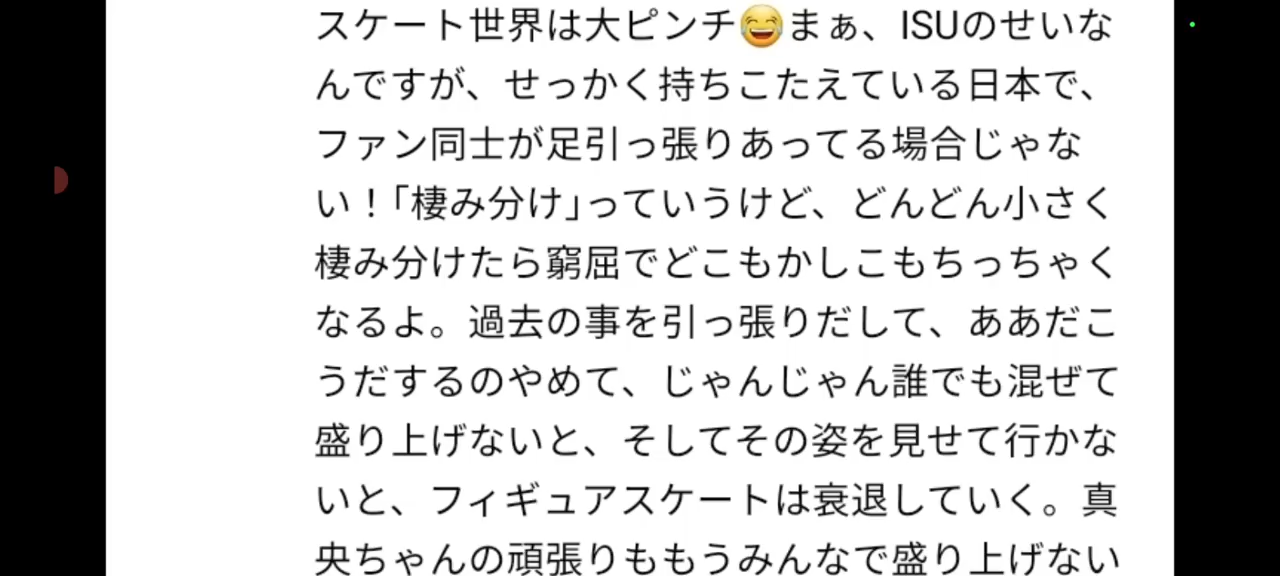 スケート世界は大ピンチ😂まぁ、ISUのせいな
んですが、せっかく持ちこたえている日本で、
ファン同士が足引っ張りあってる場合じゃな
い！「棲み分け」っていうけど、どんどん小さく
棲み分けたら窮屈でどこもかしこもちっちゃく
なるよ。過去の事を引っ張りだして、ああだこ
うだするのやめて、じゃんじゃん誰でも混ぜて
盛り上げないと、そしてその姿を見せて行かな
いと、フィギュアスケートは衰退していく。真
央ちゃんの頑張りももうみんなで盛り上げない